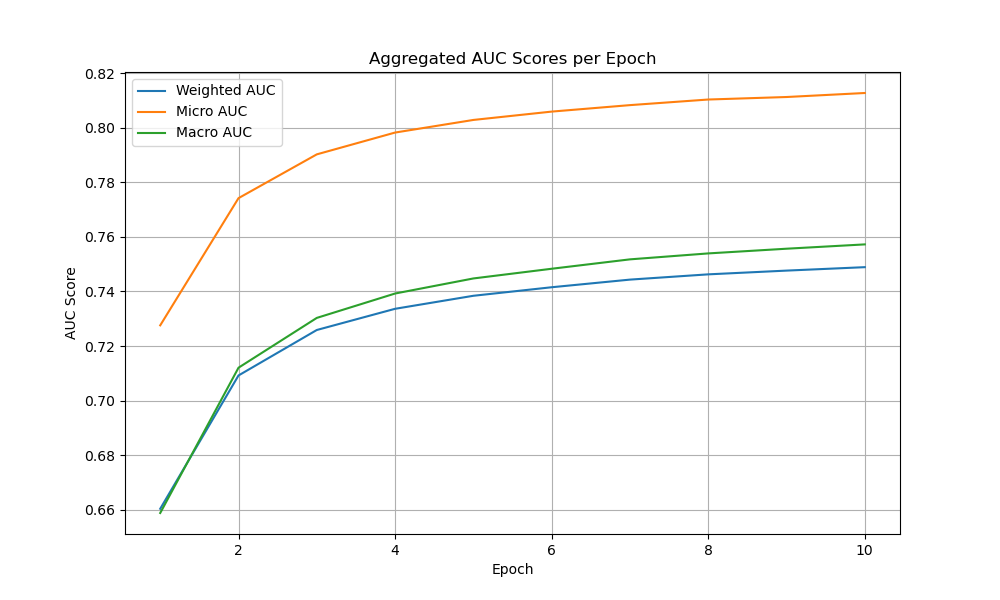 Aggregated AUC Scores per Epoch
Weighted AUC
Micro AUC
Macro AUC
AUC Score
0.82
0.80
0.78
0.76
0.74
0.72
0.70
0.68
0.66
2 4 6 8 10
Epoch